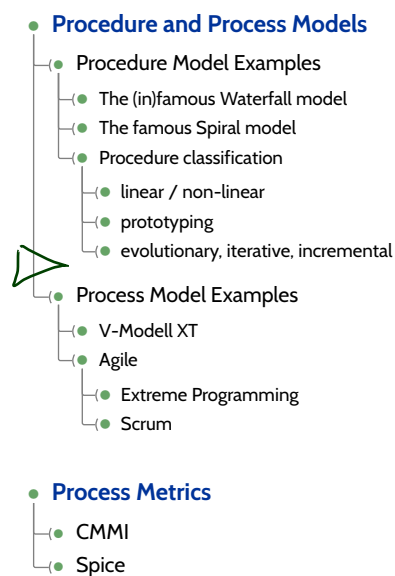 Procedure and Process Models
Procedure Model Examples
The (in)famous Waterfall model
The famous Spiral model
Procedure classification
linear / non-linear
prototyping
evolutionary, iterative, incremental
Process Model Examples
V-Modell XT
Agile
Extreme Programming
Scrum
Process Metrics
CMMI
Spice